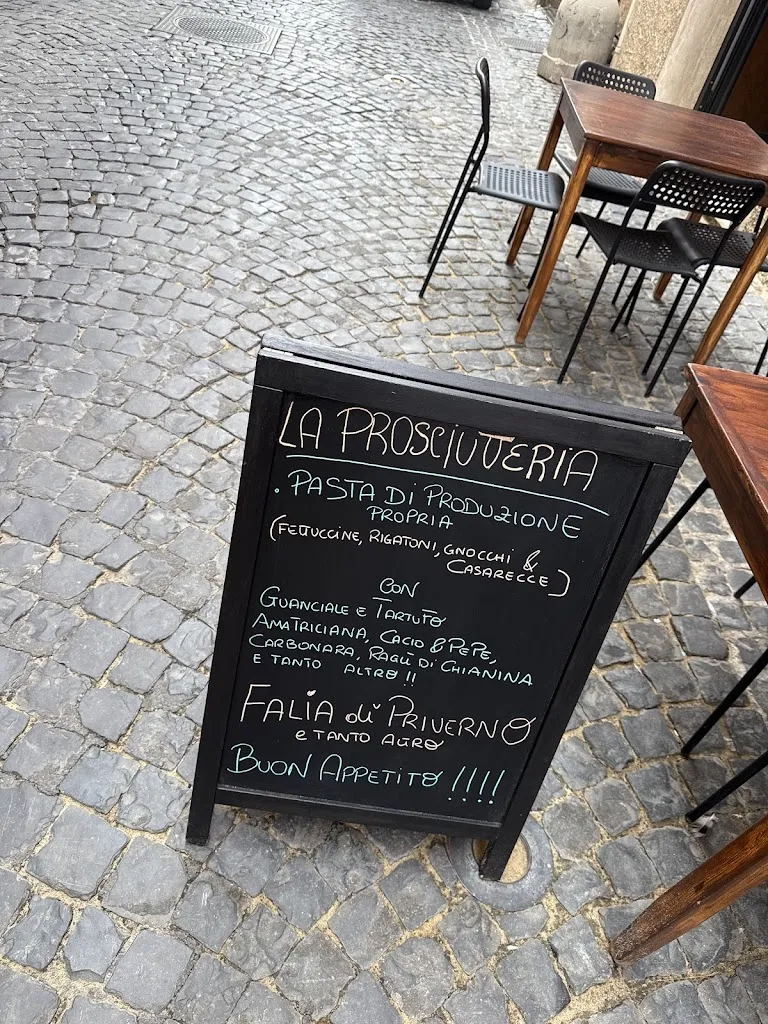 LA PROSCIUTTERIA
. PASTA DI PRODUZIONE
PROPRIA
(FETTUCCINE, RIGATONI, GNOCCHI &
CASARECCE)
CON
GUANCIALE E TARTUFO
AMATRICIANA, CACIO & PEPE,
CARBONARA, RAGÙ DI CHIANINA
E TANTO ALTRO !!
FALIA di PRIVERNO
e TANTO ALTRO
BUON APPETITO !!!!